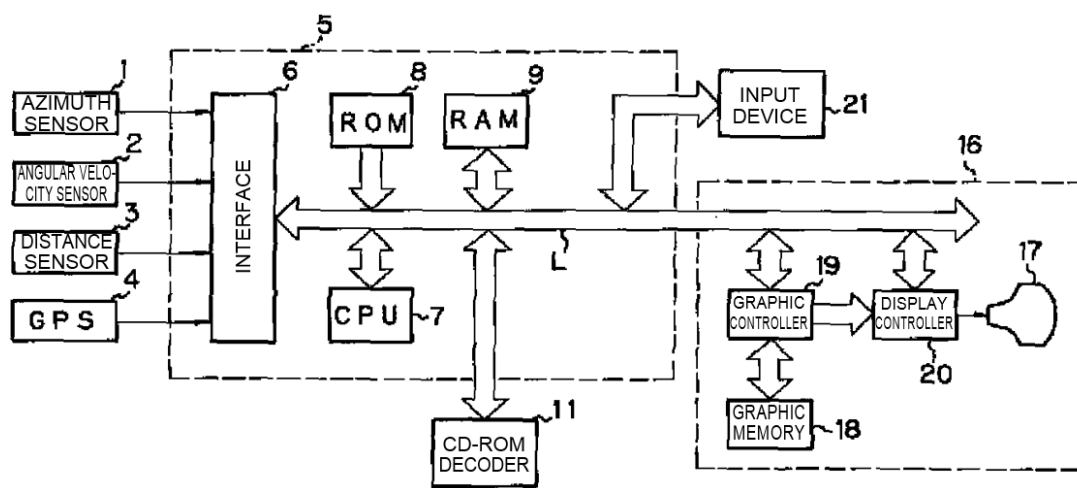 5
1
AZIMUTH
SENSOR
2
ANGULAR VELO-
CITY SENSOR
3
DISTANCE
SENSOR
4
GPS
6
INTERFACE
8
ROM
9
RAM
CPU
7
L
11
CD-ROM
DECODER
INPUT
DEVICE
21
16
19
GRAPHIC
CONTROLLER
DISPLAY
CONTROLLER
20
17
GRAPHIC
MEMORY
18